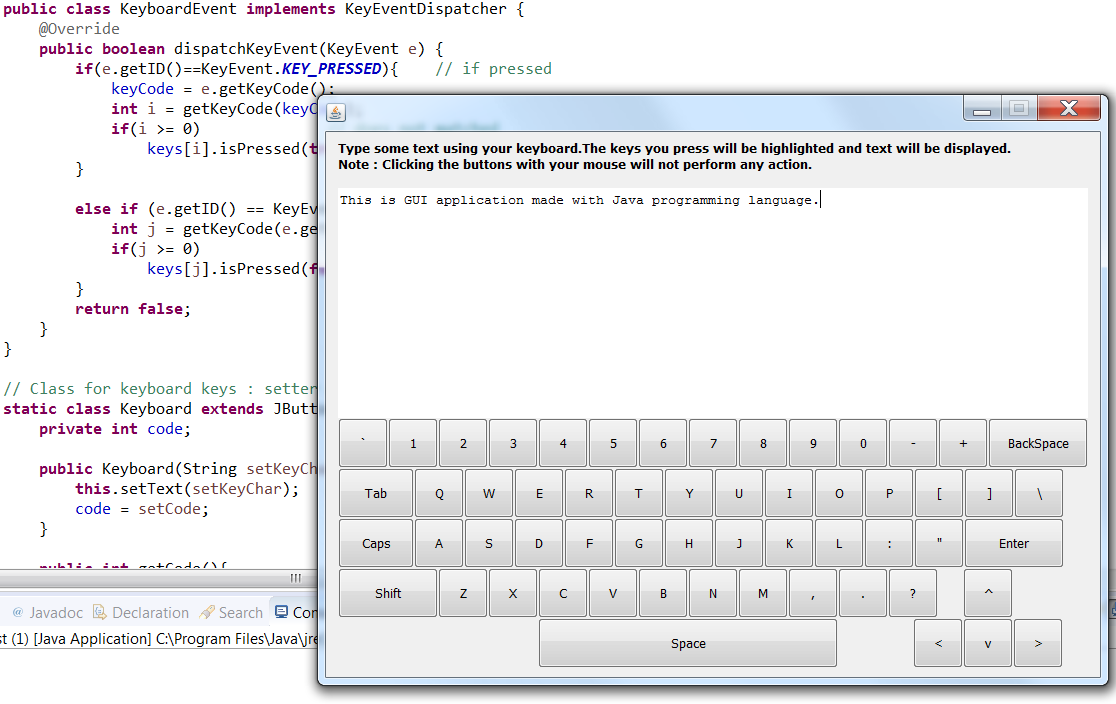 public class KeyboardEvent implements KeyEventDispatcher {
@Override
public boolean dispatchKeyEvent(KeyEvent e) {
if(e.getID()==KeyEvent.KEY_PRESSED){ // if pressed
keyCode = e.getKeyCode();
int i = getKeyCode(keyC
if(i >= 0)
keys[i].isPressed(t
}
else if (e.getID() == KeyEv
int j = getKeyCode(e.ge
if(j >= 0)
keys[j].isPressed(f
}
return false;
}
}
// Class for keyboard keys : setter
static class Keyboard extends JButt
private int code;
public Keyboard(String setKeyCh
this.setText(setKeyChar);
code = setCode;
}
public int getCode(){
@ Javadoc Declaration Search Con
st (1) [Java Application] C:\Program Files\Java\jre
Type some text using your keyboard.The keys you press will be highlighted and text will be displayed.
Note : Clicking the buttons with your mouse will not perform any action.
This is GUI application made with Java programming language.
` 1 2 3 4 5 6 7 8 9 0 - + BackSpace
Tab Q W E R T Y U I O P [ ] \
Caps A S D F G H J K L : " Enter
Shift Z X C V B N M , . ? ^
Space < v >